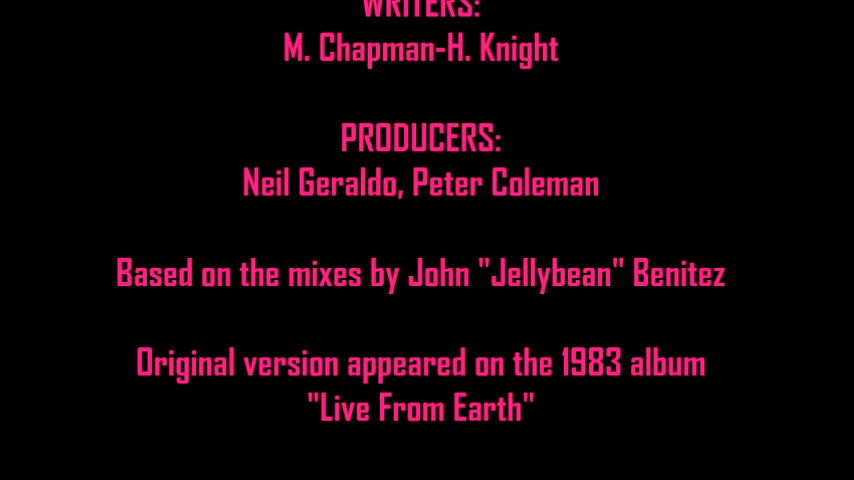 WRITERS:
M. Chapman-H. Knight
PRODUCERS:
Neil Geraldo, Peter Coleman
Based on the mixes by John "Jellybean" Benitez
Original version appeared on the 1983 album
"Live From Earth"